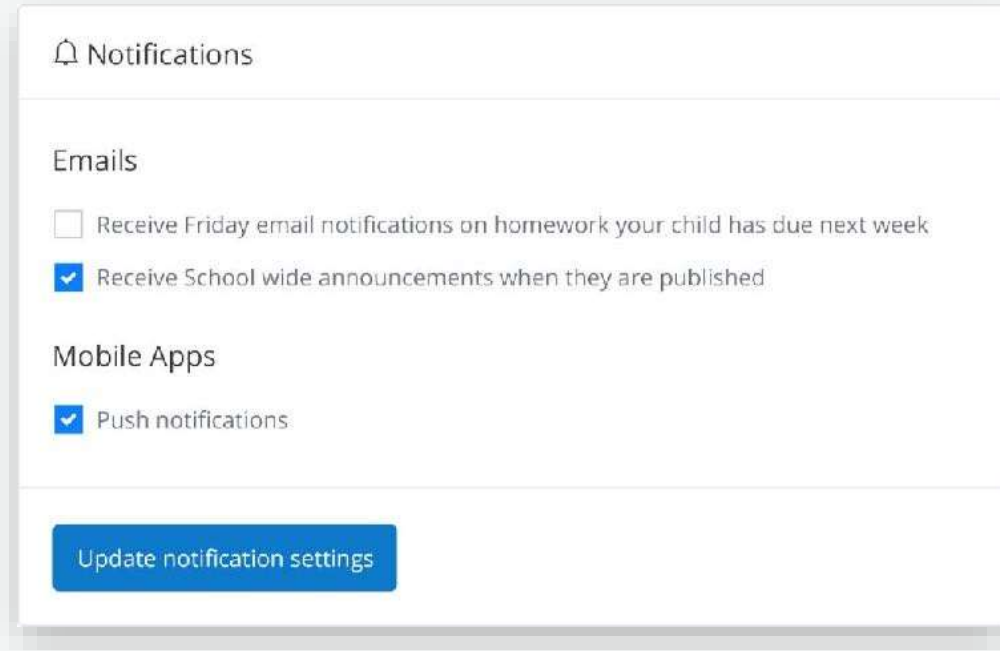 Notifications
Emails
Receive Friday email notifications on homework your child has due next week
Receive School wide announcements when they are published
Mobile Apps
Push notifications
Update notification settings